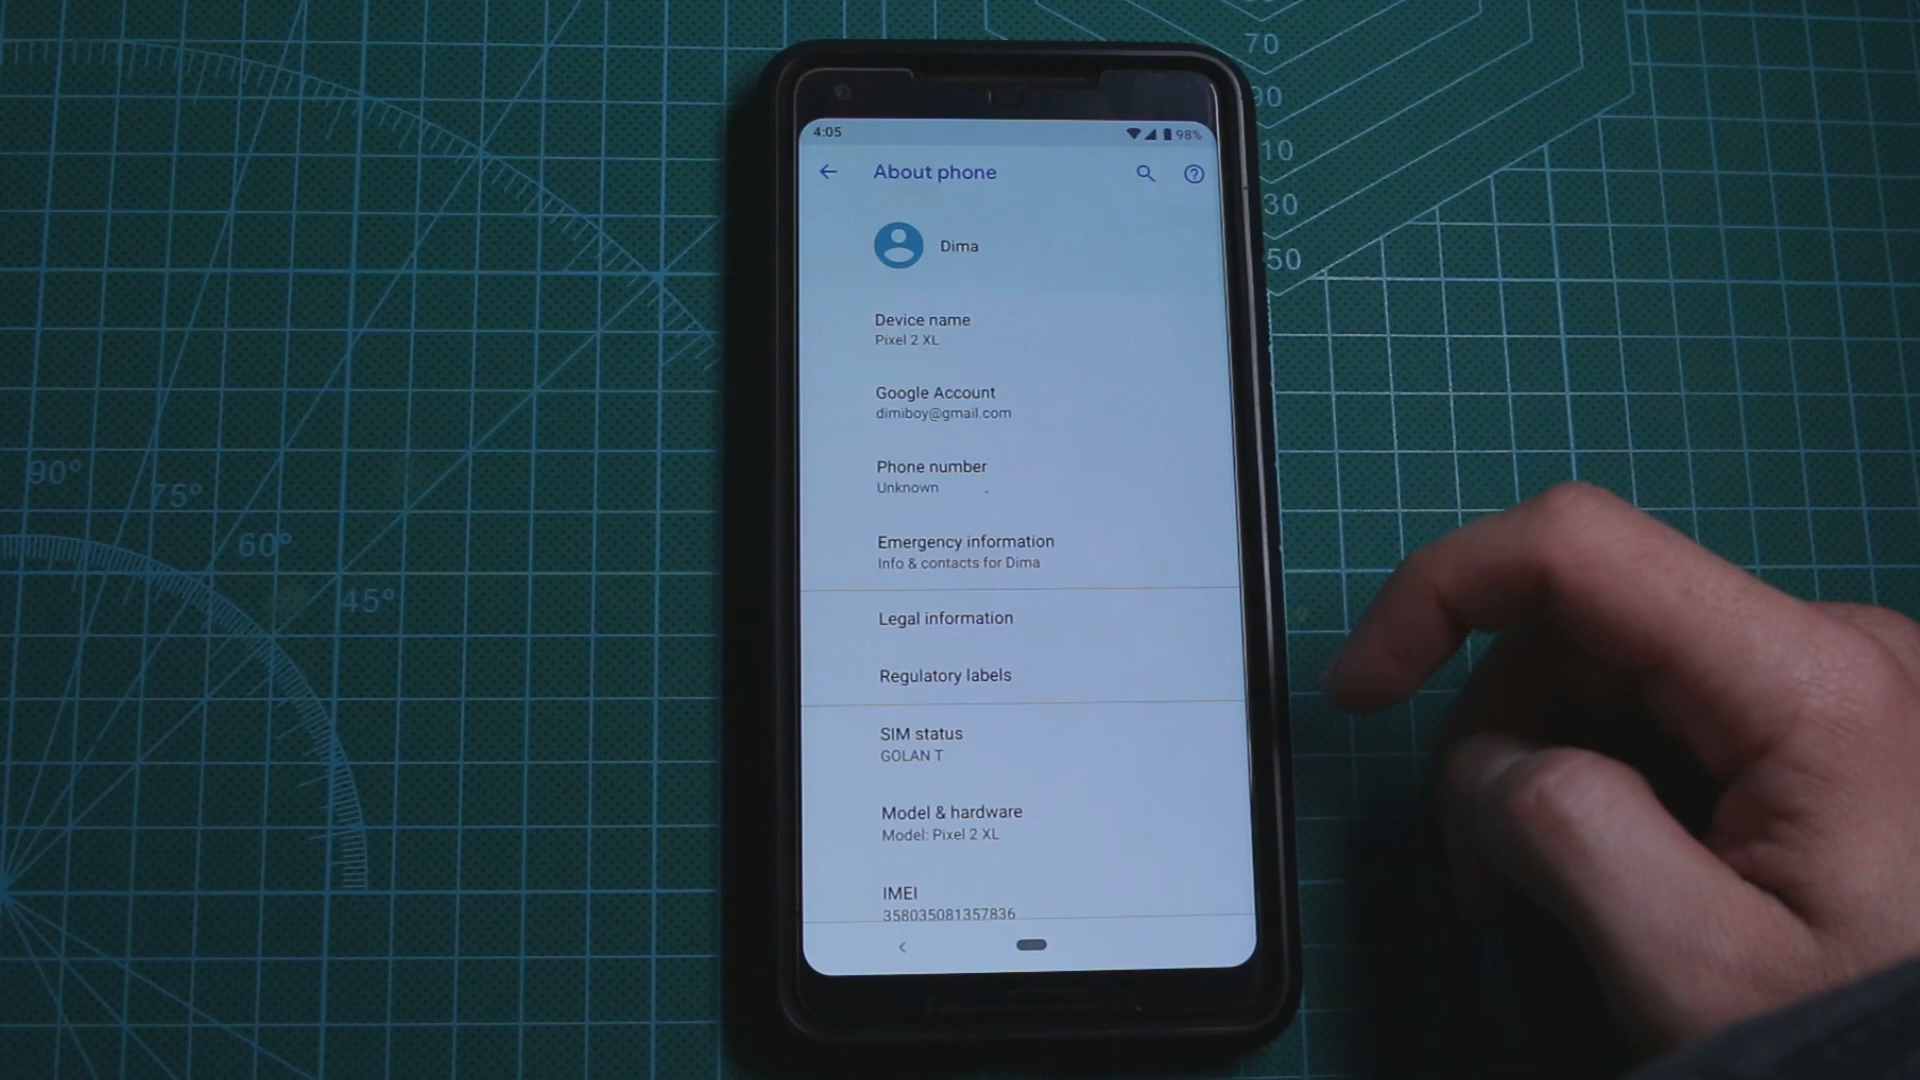 4:05
98%
About phone
Dima
Device name
Pixel 2 XL
Google Account
dimiboy@gmail.com
Phone number
Unknown
Emergency information
Info & contacts for Dima
Legal information
Regulatory labels
SIM status
GOLAN T
Model & hardware
Model: Pixel 2 XL
IMEI
358035081357836
90°
75°
60°
45°
70
90
10
30
50